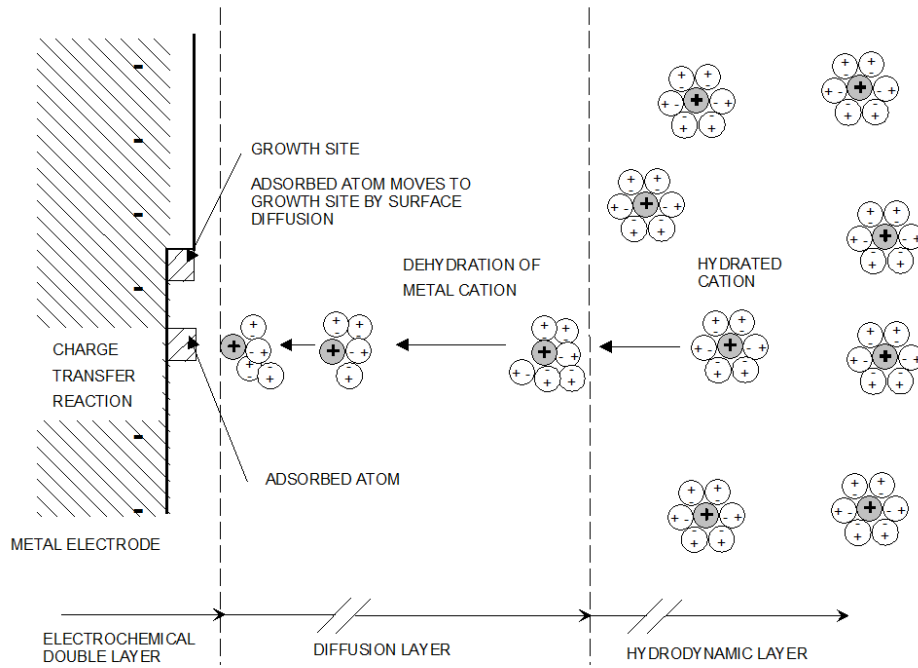 GROWTH SITE
ADSORBED ATOM MOVES TO
GROWTH SITE BY SURFACE
DIFFUSION
DEHYDRATION OF
METAL CATION
HYDRATED
CATION
CHARGE
TRANSFER
REACTION
ADSORBED ATOM
METAL ELECTRODE
ELECTROCHEMICAL
DOUBLE LAYER
DIFFUSION LAYER
HYDRODYNAMIC LAYER